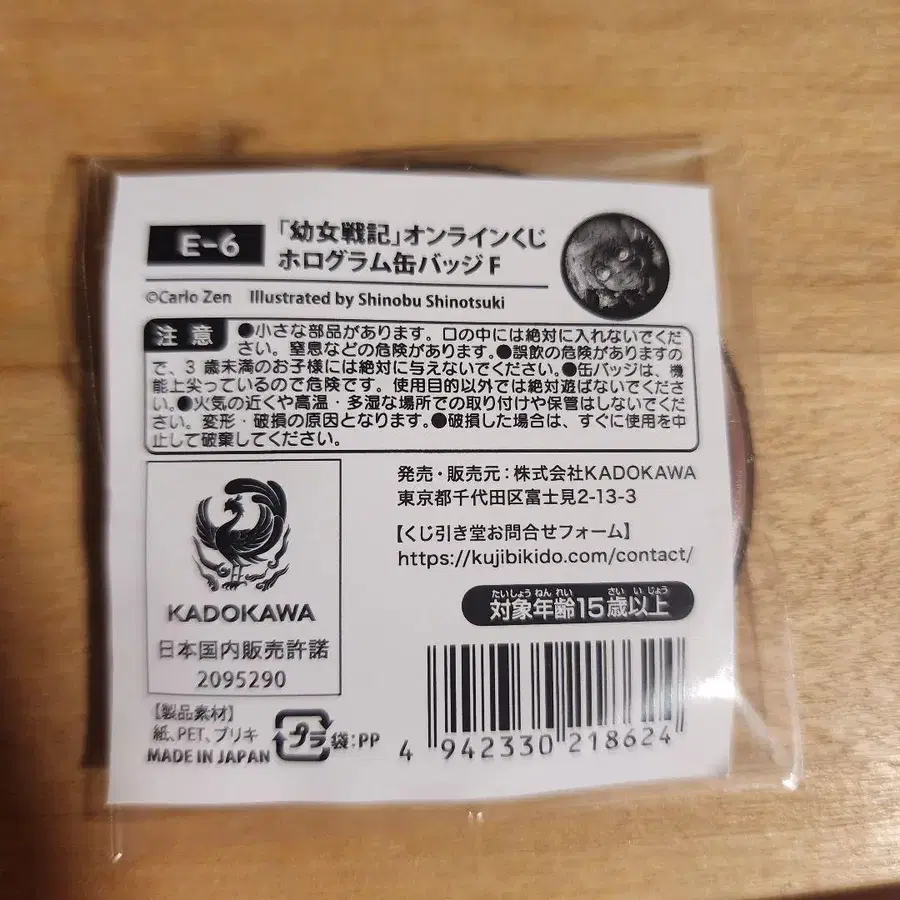 E-6
「幼女戦記」オンラインくじ
ホログラム缶バッジ F
©Carlo Zen Illustrated by Shinobu Shinotsuki
注意 ●小さな部品があります。口の中には絶対に入れないでくだ
さい。窒息などの危険があります。●誤飲の危険がありますの
で、3歳未満のお子様には絶対に与えないでください。●缶バッジは、機
能上尖っているので危険です。使用目的以外では絶対遊ばないでくださ
い。●火気の近くや高温・多湿な場所での取り付けや保管はしないでくだ
さい。変形・破損の原因となります。●破損した場合は、すぐに使用を中
止して破棄してください。
発売・販売元：株式会社KADOKAWA
東京都千代田区富士見2-13-3
【くじ引き堂お問合せフォーム】
https://kujibikido.com/contact/
KADOKAWA
日本国内販売許諾
2095290
たいしょうねんれい さいいじょう
対象年齢15歳以上
【製品素材】
紙、PET、ブリキ
MADE IN JAPAN
プラ 袋：PP
4 942330 218624